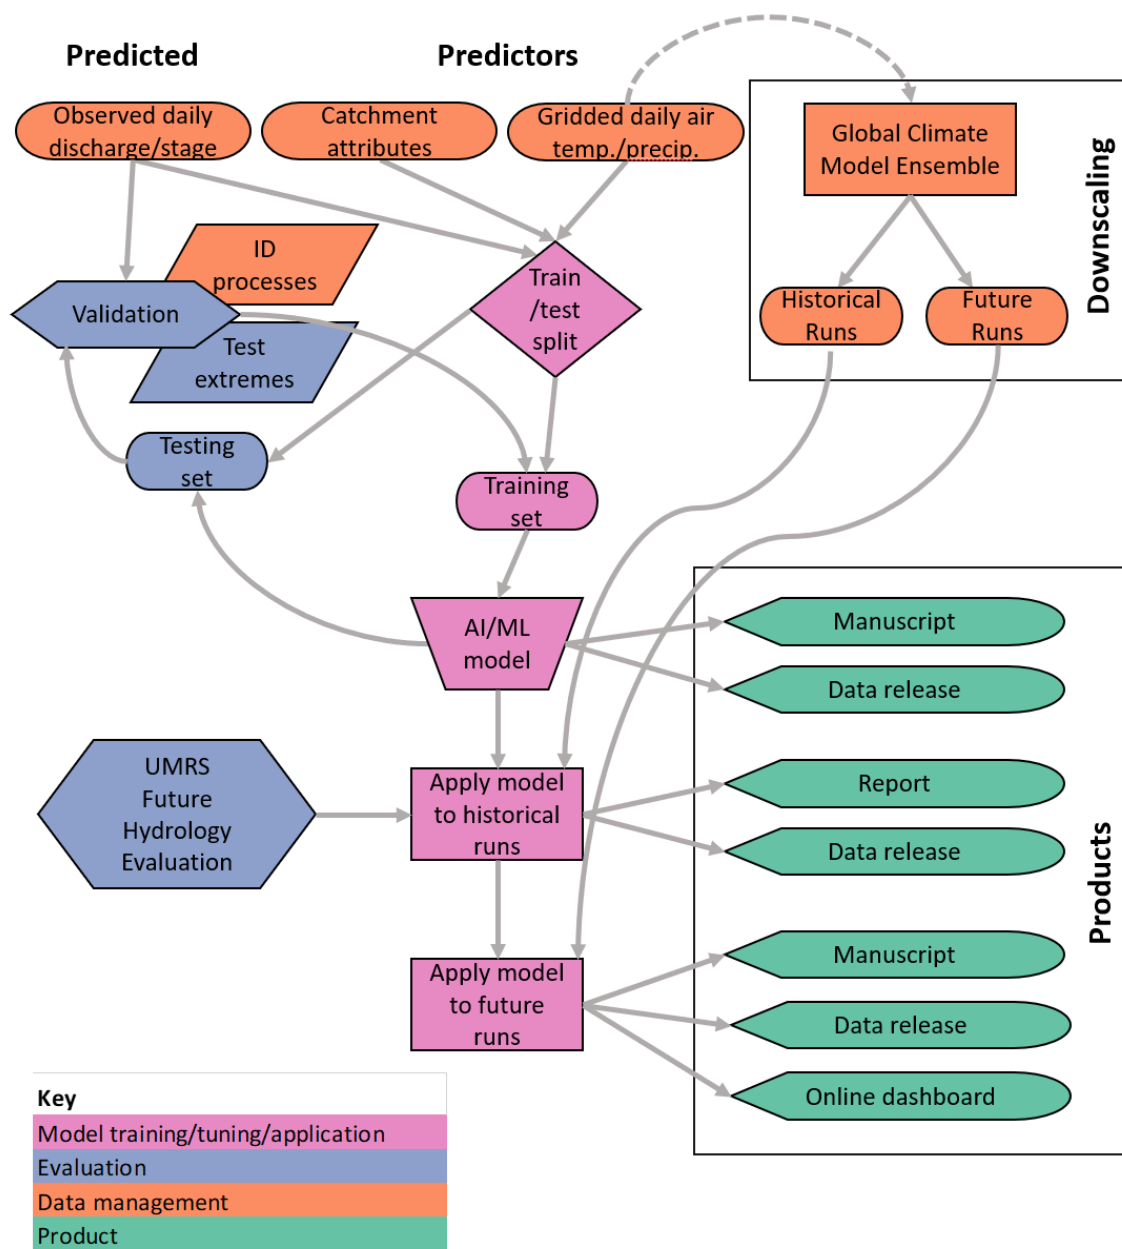 Predicted
Predictors
Observed daily
discharge/stage
Catchment
attributes
Gridded daily air
temp./precip.
Global Climate
Model Ensemble
Downscaling
Historical
Runs
Future
Runs
ID
processes
Validation
Test
extremes
Train
/test
split
Testing
set
Training
set
AI/ML
model
UMRS
Future
Hydrology
Evaluation
Apply model
to historical
runs
Apply model
to future
runs
Manuscript
Data release
Report
Data release
Manuscript
Data release
Online dashboard
Products
Key
Model training/tuning/application
Evaluation
Data management
Product